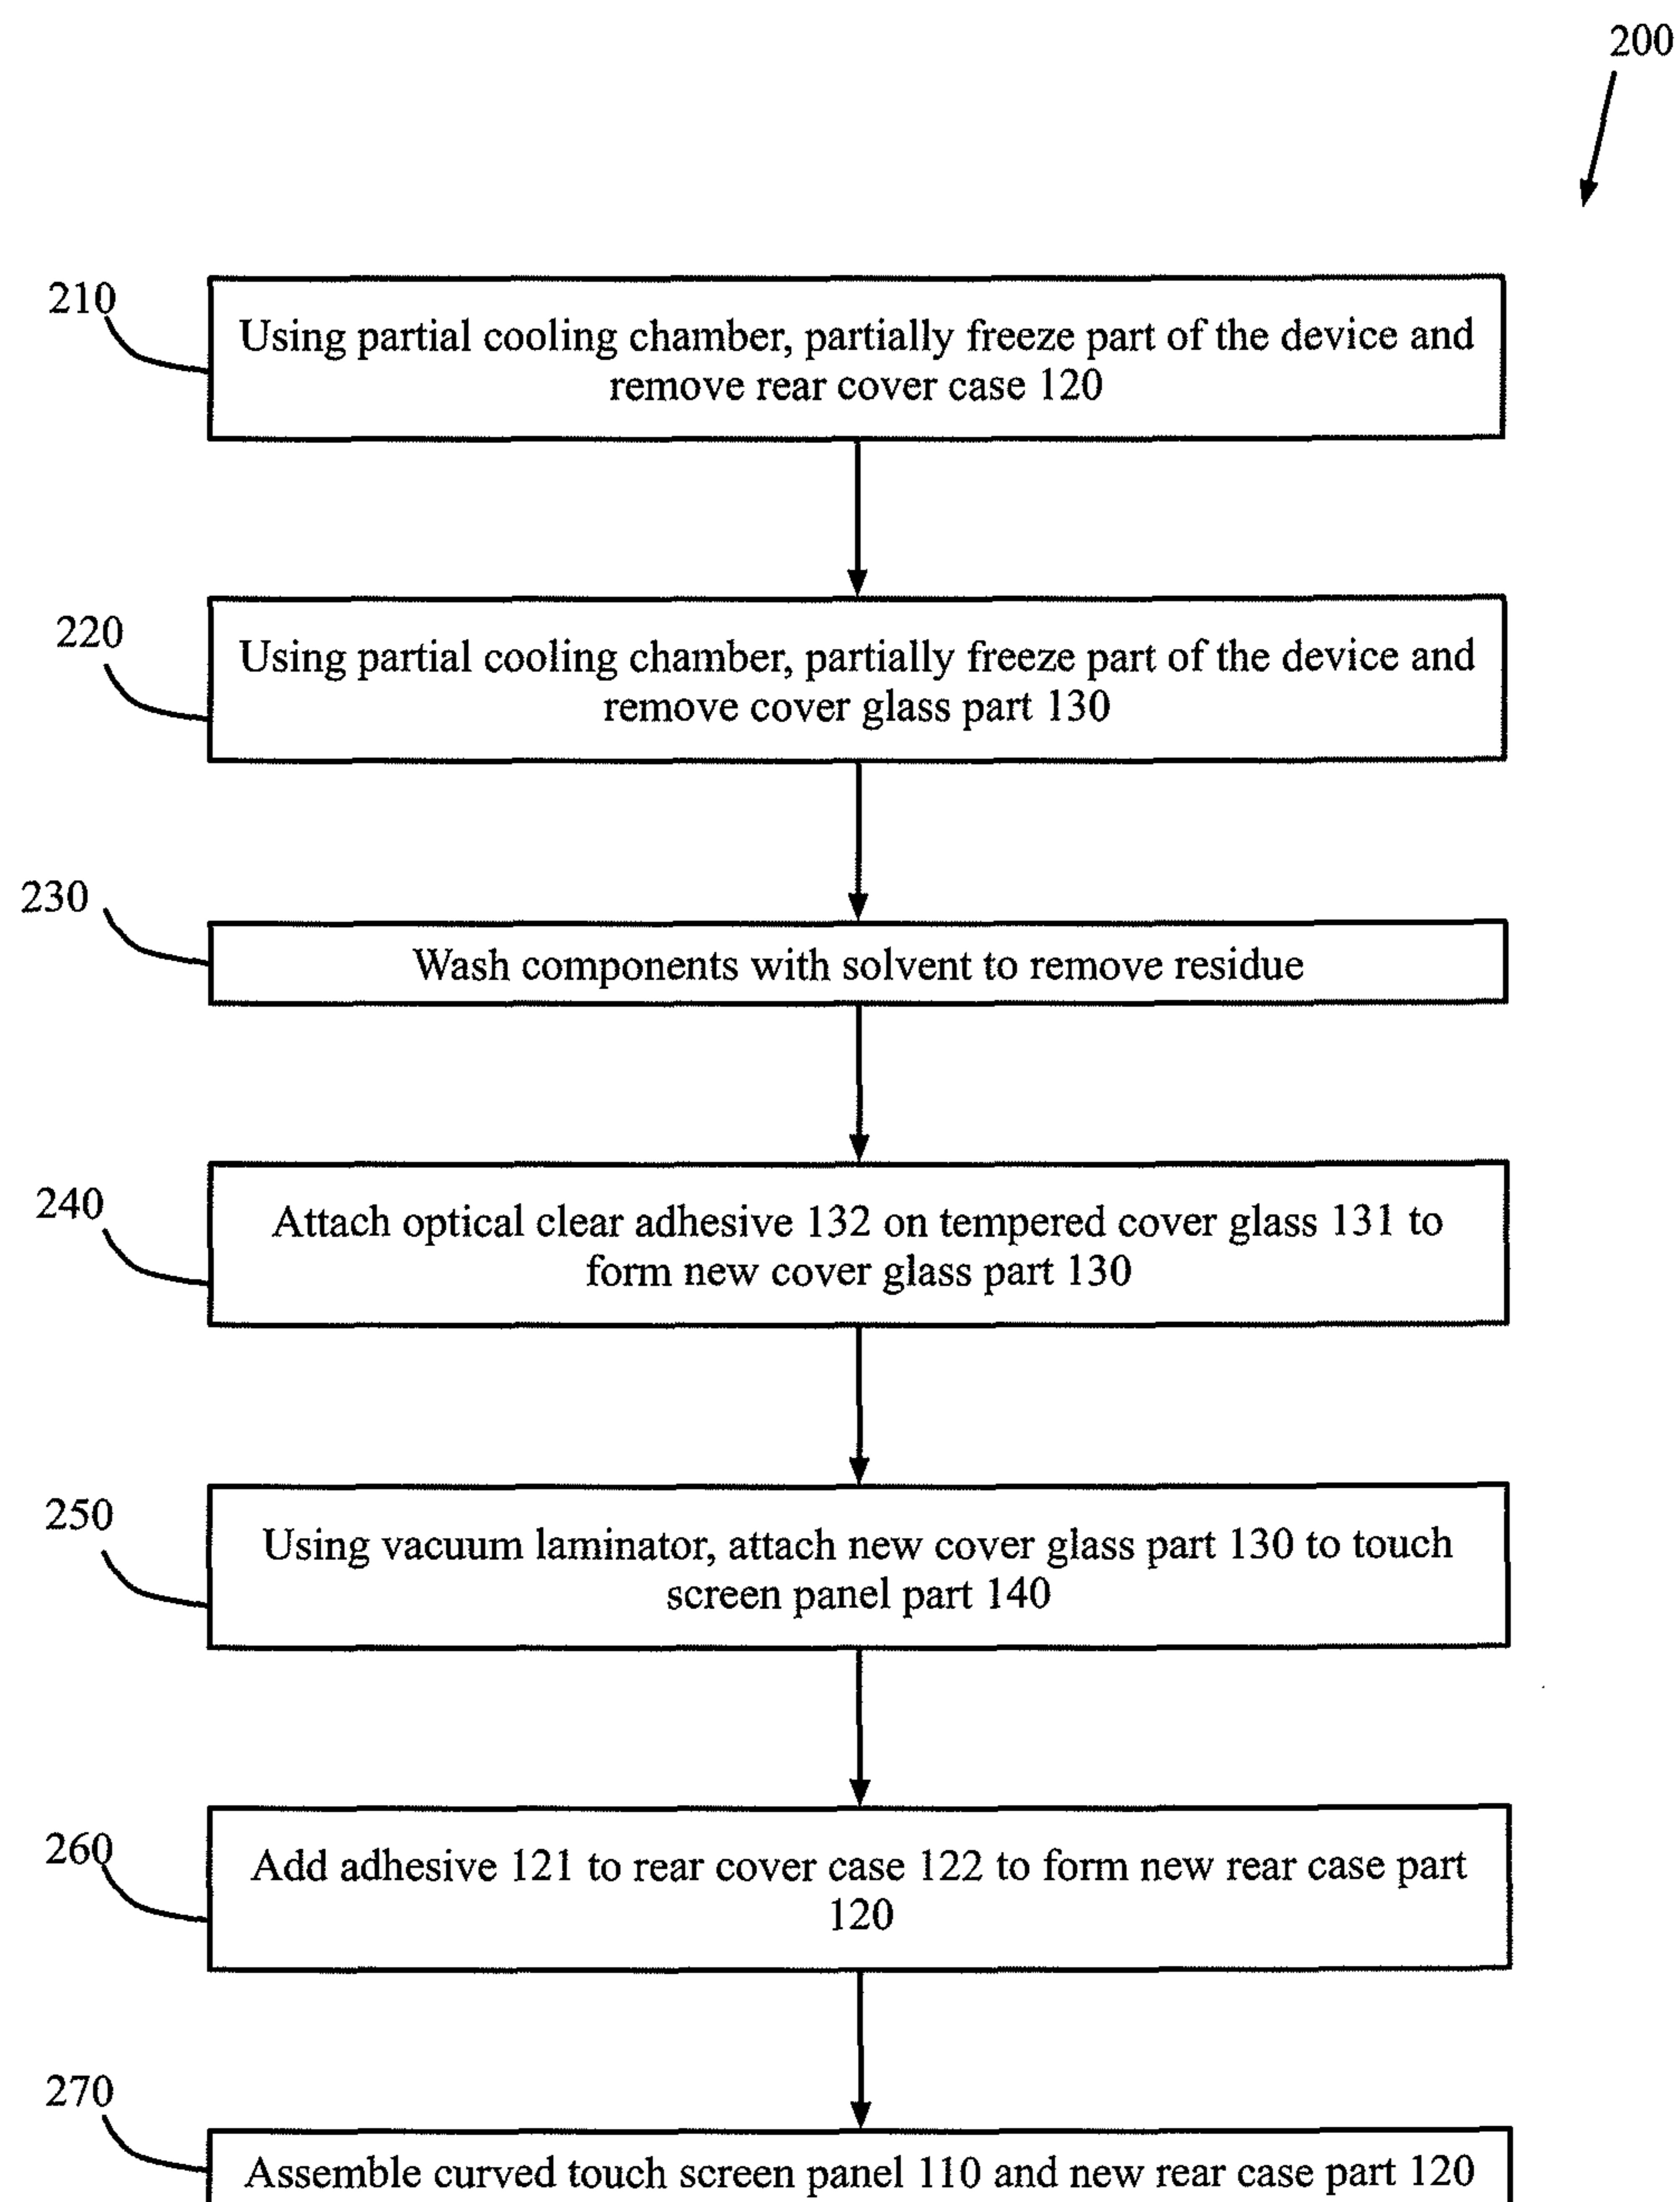 200
210
Using partial cooling chamber, partially freeze part of the device and
remove rear cover case 120
220
Using partial cooling chamber, partially freeze part of the device and
remove cover glass part 130
230
Wash components with solvent to remove residue
240
Attach optical clear adhesive 132 on tempered cover glass 131 to
form new cover glass part 130
250
Using vacuum laminator, attach new cover glass part 130 to touch
screen panel part 140
260
Add adhesive 121 to rear cover case 122 to form new rear case part
120
270
Assemble curved touch screen panel 110 and new rear case part 120